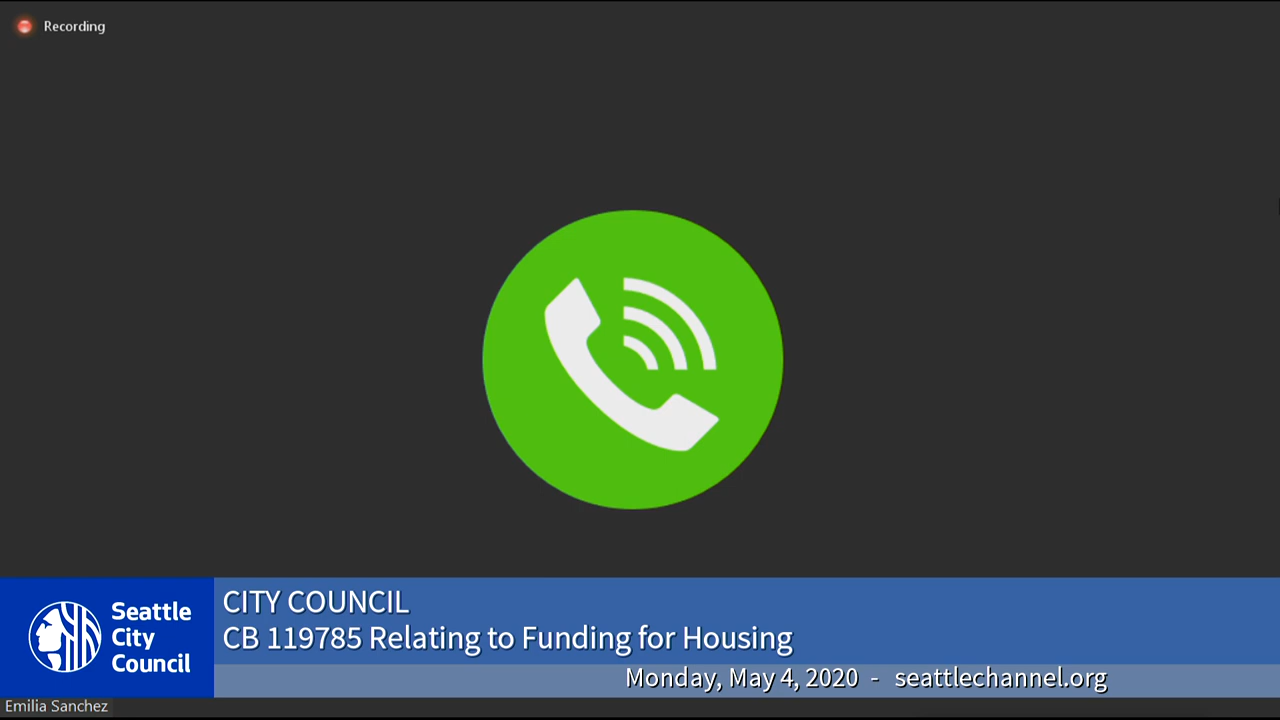 Recording
Seattle
City
Council
CITY COUNCIL
CB 119785 Relating to Funding for Housing
Monday, May 4, 2020 - seattlechannel.org
Emilia Sanchez